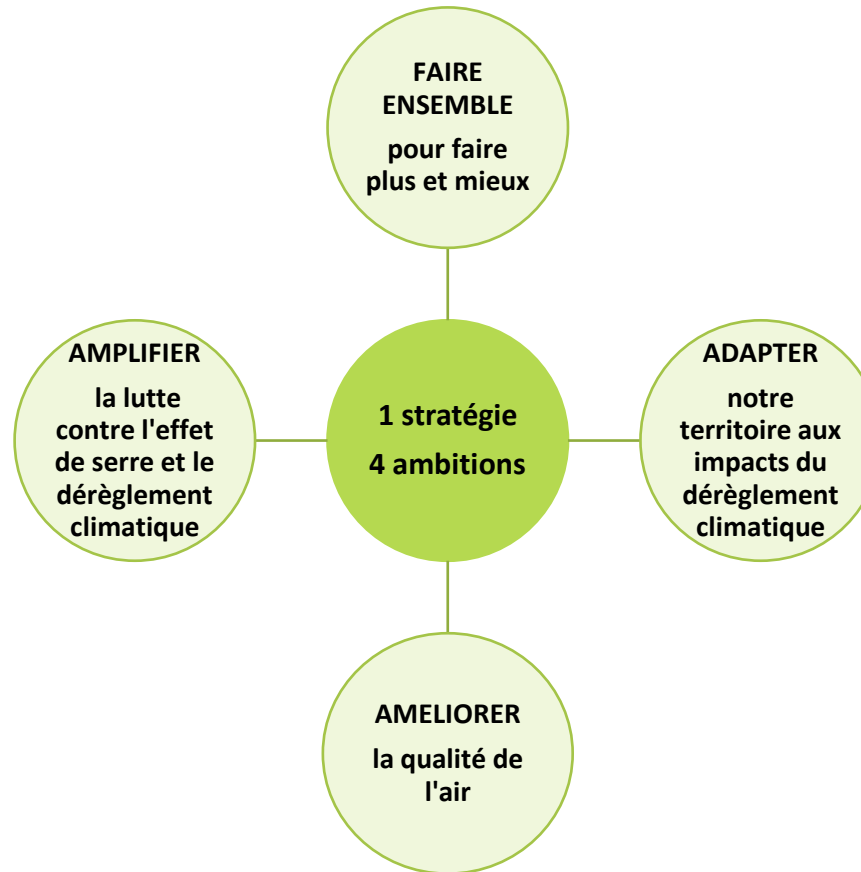 FAIRE
ENSEMBLE
pour faire
plus et mieux
AMPLIFIER
la lutte
contre l'effet
de serre et le
dérèglement
climatique
1 stratégie
4 ambitions
ADAPTER
notre
territoire aux
impacts du
dérèglement
climatique
AMELIORER
la qualité de
l'air